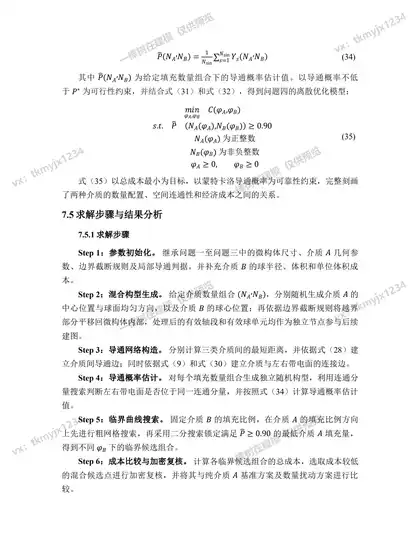 P̄(N_A,N_B) = 1/N_sim ∑_{s=1}^{N_sim} Y_s(N_A,N_B) (34)
其中 P̄(N_A,N_B) 为给定填充数量组合下的导通概率估计值。以导通概率不低
于 P* 为可行性约束,并结合式(31)和式(32),得到问题四的离散优化模型:
min_{φ_A,φ_B} C(φ_A,φ_B)
s.t. P̄ (N_A(φ_A),N_B(φ_B)) ≥ 0.90
N_A(φ_A) 为正整数
(35)
N_B(φ_B) 为非负整数
φ_A ≥ 0, φ_B ≥ 0
式(35)以总成本最小为目标,以蒙特卡洛导通概率为可靠性约束,完整刻画
了两种介质的数量配置、空间连通性和经济成本之间的关系。
7.5 求解步骤与结果分析
7.5.1 求解步骤
Step 1:参数初始化。继承问题一至问题三中的微构体尺寸、介质 A 几何参
数、边界截断规则及局部导通判据,并补充介质 B 的球半径、体积和单位体积成
本。
Step 2:混合构型生成。给定介质数量组合 (N_A,N_B),分别随机生成介质 A 的
中心位置与球面均匀方向,以及介质 B 的球心位置;再依据边界截断规则将越界
部分平移回微构体内部,处理后的有效轴段和有效球单元均作为独立节点参与后续
建图。
Step 3:导通网络构造。分别计算三类介质间的最短距离,并依据式(28)建
立介质间导通边;同时依据式(9)和式(30)建立介质与左右带电面的连接边。
Step 4:导通概率估计。对每个填充数量组合生成独立随机构型,利用连通分
量搜索判断左右带电面是否位于同一连通分量,并按照式(34)计算导通概率估计
值。
Step 5:临界曲线搜索。固定介质 B 的填充比例,在介质 A 的填充比例方向
上先进行粗网格搜索,再采用二分搜索锁定满足 P̄ ≥ 0.90 的最低介质 A 填充量,
得到不同 φ_B 下的临界候选组合。
Step 6:成本比较与加密复核。计算各临界候选组合的总成本,选取成本较低
的混合候选点进行加密复核,并将其与纯介质 A 基准方案及数量扰动方案进行比
较。
vx: tkmyjx1234